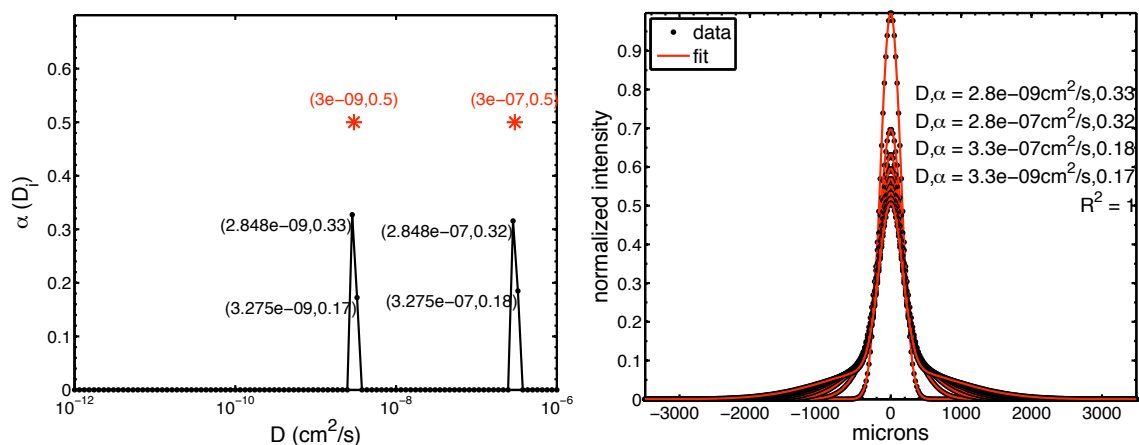 0.6
0.5
0.4
0.3
0.2
0.1
0
α (Dᵢ)
(3e−09,0.5)
(3e−07,0.5)
(2.848e−09,0.33)
(2.848e−07,0.32)
(3.275e−09,0.17)
(3.275e−07,0.18)
10⁻¹²
10⁻¹⁰
10⁻⁸
10⁻⁶
D (cm²/s)
0.9
0.8
0.7
0.6
0.5
0.4
0.3
0.2
0.1
0
normalized intensity
data
fit
D,α = 2.8e−09cm²/s,0.33
D,α = 2.8e−07cm²/s,0.32
D,α = 3.3e−07cm²/s,0.18
D,α = 3.3e−09cm²/s,0.17
R² = 1
−3000
−2000
−1000
0
1000
2000
3000
microns